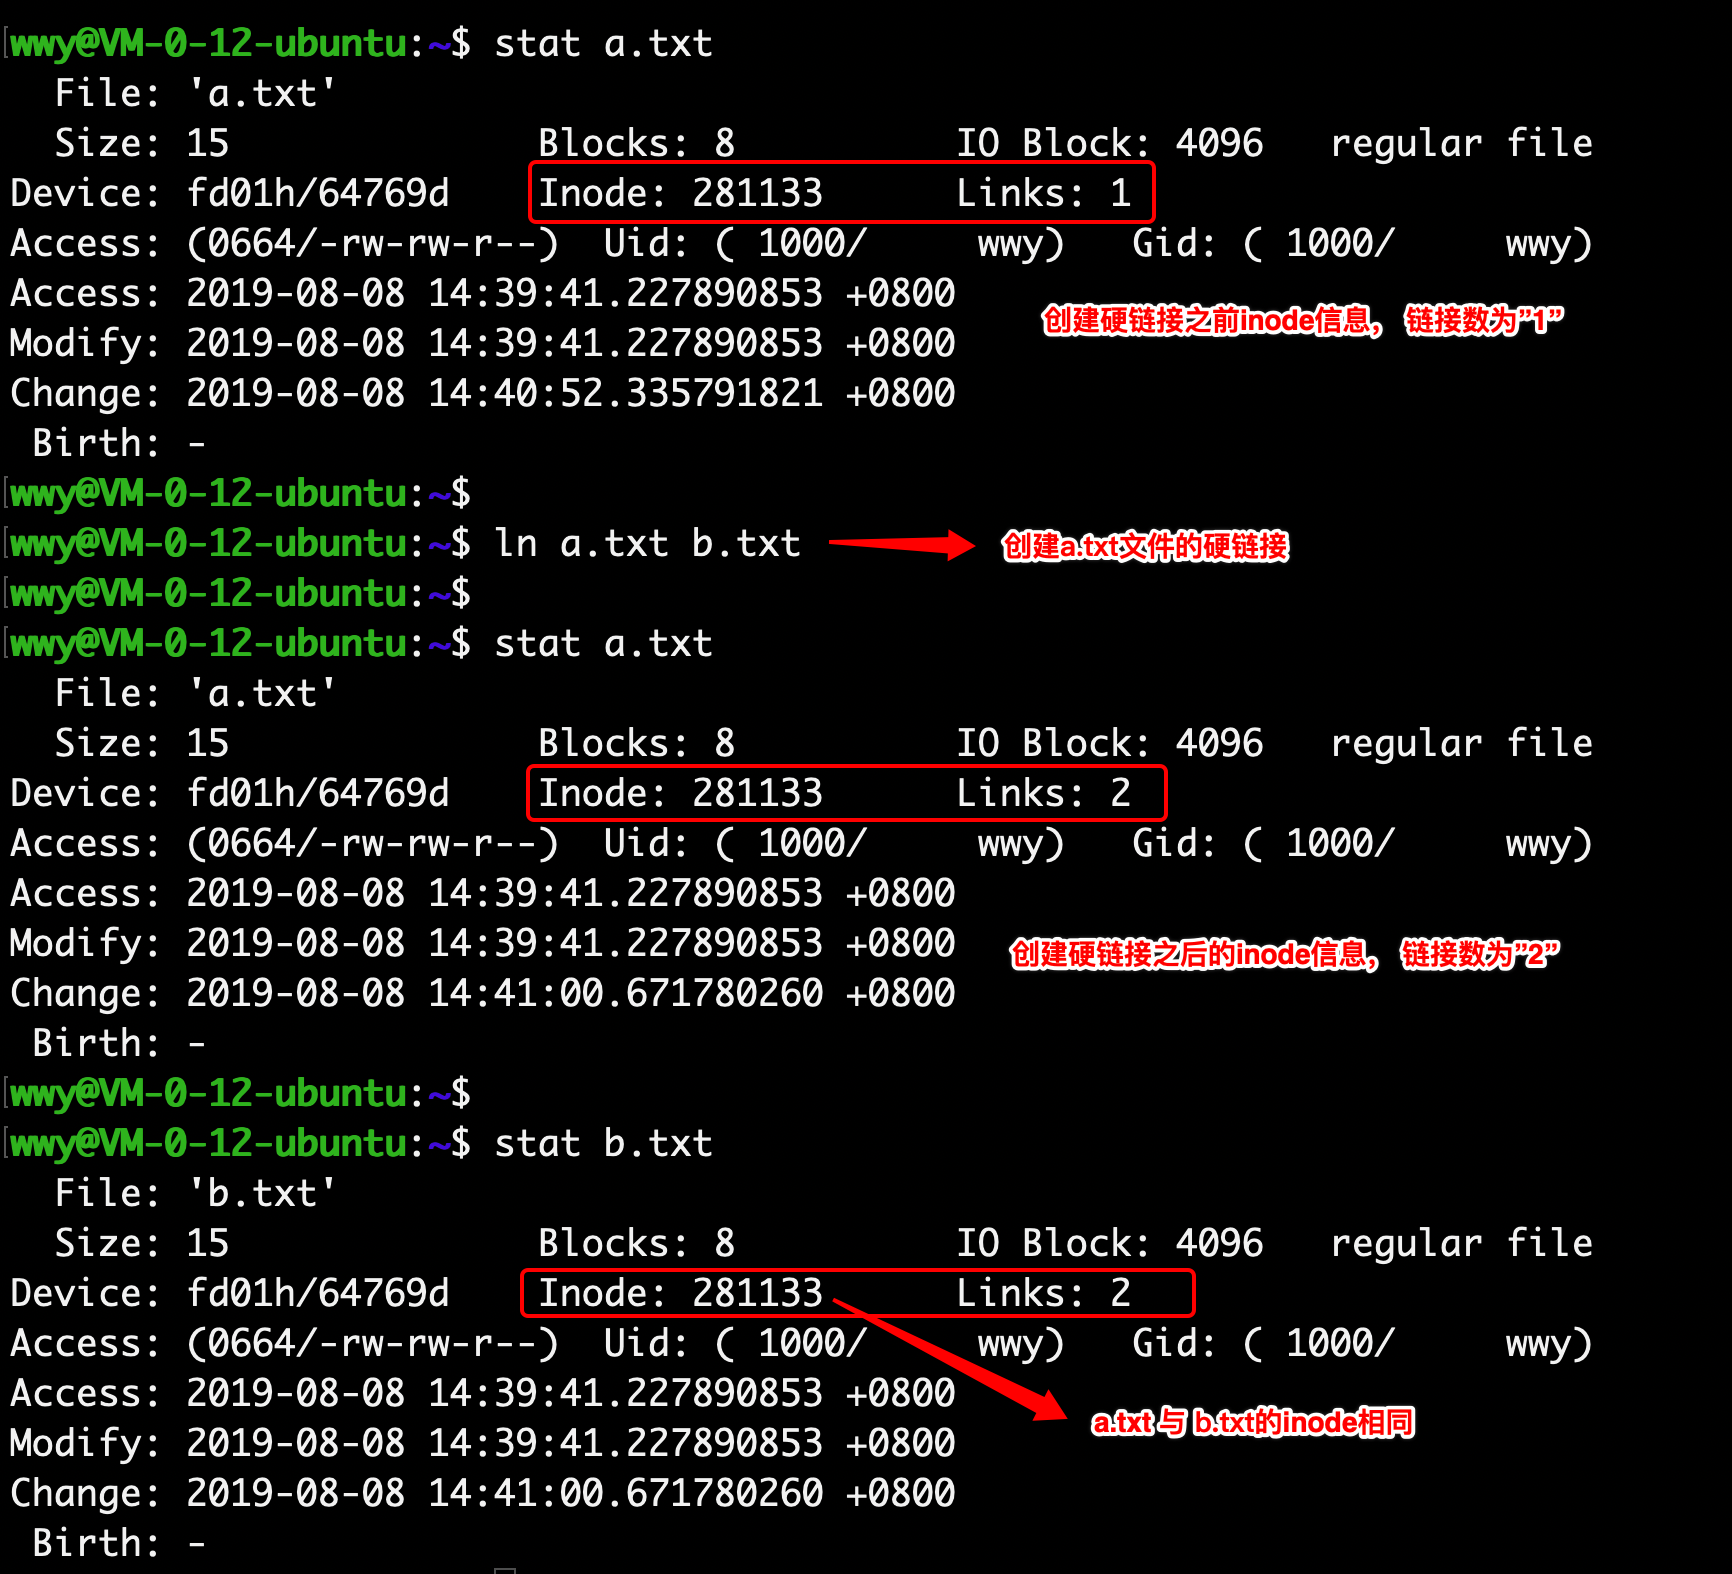 wwy@VM-0-12-ubuntu:~$ stat a.txt
File: 'a.txt'
Size: 15 Blocks: 8 IO Block: 4096 regular file
Device: fd01h/64769d Inode: 281133 Links: 1
Access: (0664/-rw-rw-r--) Uid: ( 1000/ wwy) Gid: ( 1000/ wwy)
Access: 2019-08-08 14:39:41.227890853 +0800
创建硬链接之前inode信息， 链接数为”1”
Modify: 2019-08-08 14:39:41.227890853 +0800
Change: 2019-08-08 14:40:52.335791821 +0800
Birth: -
wwy@VM-0-12-ubuntu:~$
wwy@VM-0-12-ubuntu:~$ ln a.txt b.txt 创建a.txt文件的硬链接
wwy@VM-0-12-ubuntu:~$
wwy@VM-0-12-ubuntu:~$ stat a.txt
File: 'a.txt'
Size: 15 Blocks: 8 IO Block: 4096 regular file
Device: fd01h/64769d Inode: 281133 Links: 2
Access: (0664/-rw-rw-r--) Uid: ( 1000/ wwy) Gid: ( 1000/ wwy)
Access: 2019-08-08 14:39:41.227890853 +0800
Modify: 2019-08-08 14:39:41.227890853 +0800
创建硬链接之后的inode信息， 链接数为”2”
Change: 2019-08-08 14:41:00.671780260 +0800
Birth: -
wwy@VM-0-12-ubuntu:~$
wwy@VM-0-12-ubuntu:~$ stat b.txt
File: 'b.txt'
Size: 15 Blocks: 8 IO Block: 4096 regular file
Device: fd01h/64769d Inode: 281133 Links: 2
Access: (0664/-rw-rw-r--) Uid: ( 1000/ wwy) Gid: ( 1000/ wwy)
Access: 2019-08-08 14:39:41.227890853 +0800
a.txt 与 b.txt的inode相同
Modify: 2019-08-08 14:39:41.227890853 +0800
Change: 2019-08-08 14:41:00.671780260 +0800
Birth: -